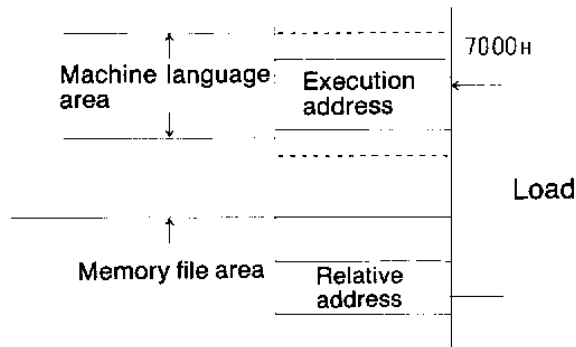 7000H
Machine language
area
Execution
address
Load
Memory file area
Relative
address